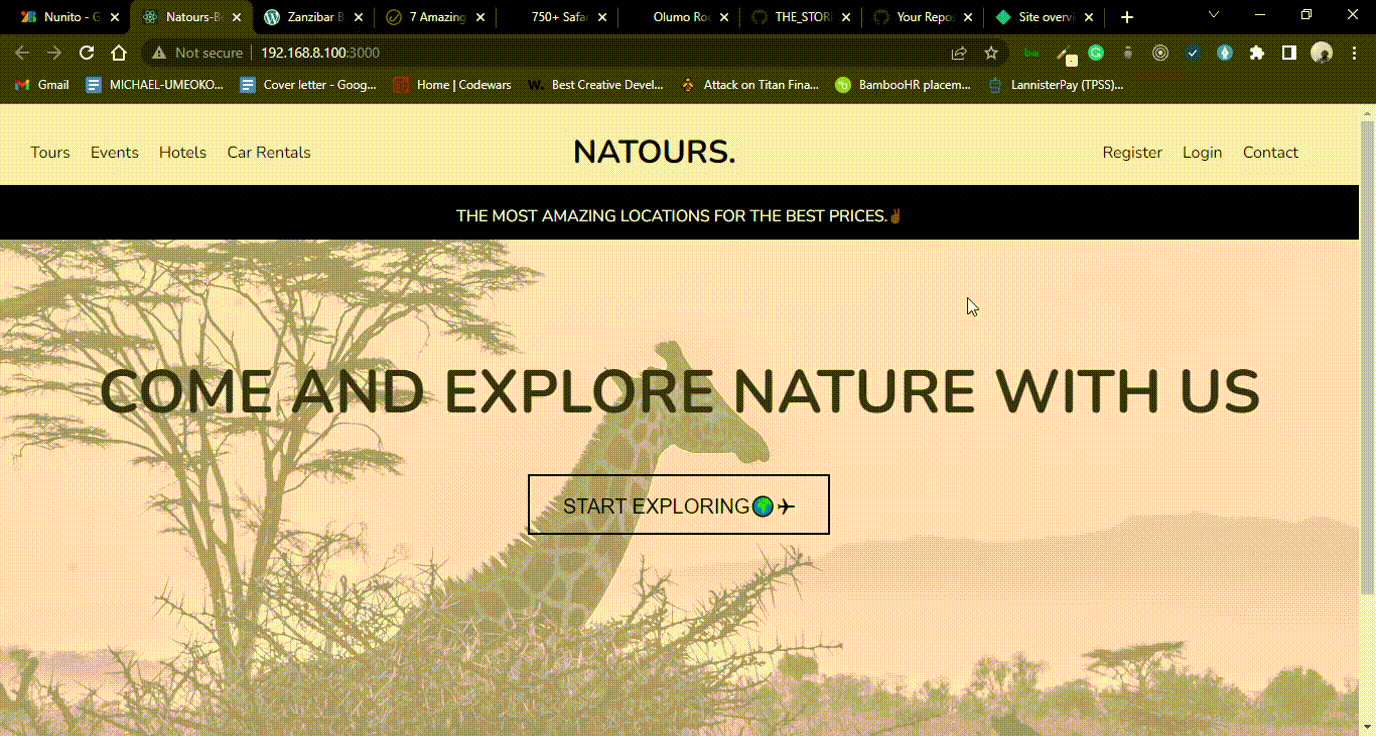 Nunito - G
Natours-B
Zanzibar B
7 Amazing
750+ Safa
Olumo Ro
THE_STOR
Your Repo
Site overvi
Not secure 192.168.8.100:3000
Gmail
MICHAEL-UMEOKO...
Cover letter - Goog...
Home | Codewars
Best Creative Devel...
Attack on Titan Fina...
BambooHR placem...
LannisterPay (TPSS)...
Tours Events Hotels Car Rentals
NATOURS.
Register Login Contact
THE MOST AMAZING LOCATIONS FOR THE BEST PRICES.✌🏾
COME AND EXPLORE NATURE WITH US
START EXPLORING🌍✈